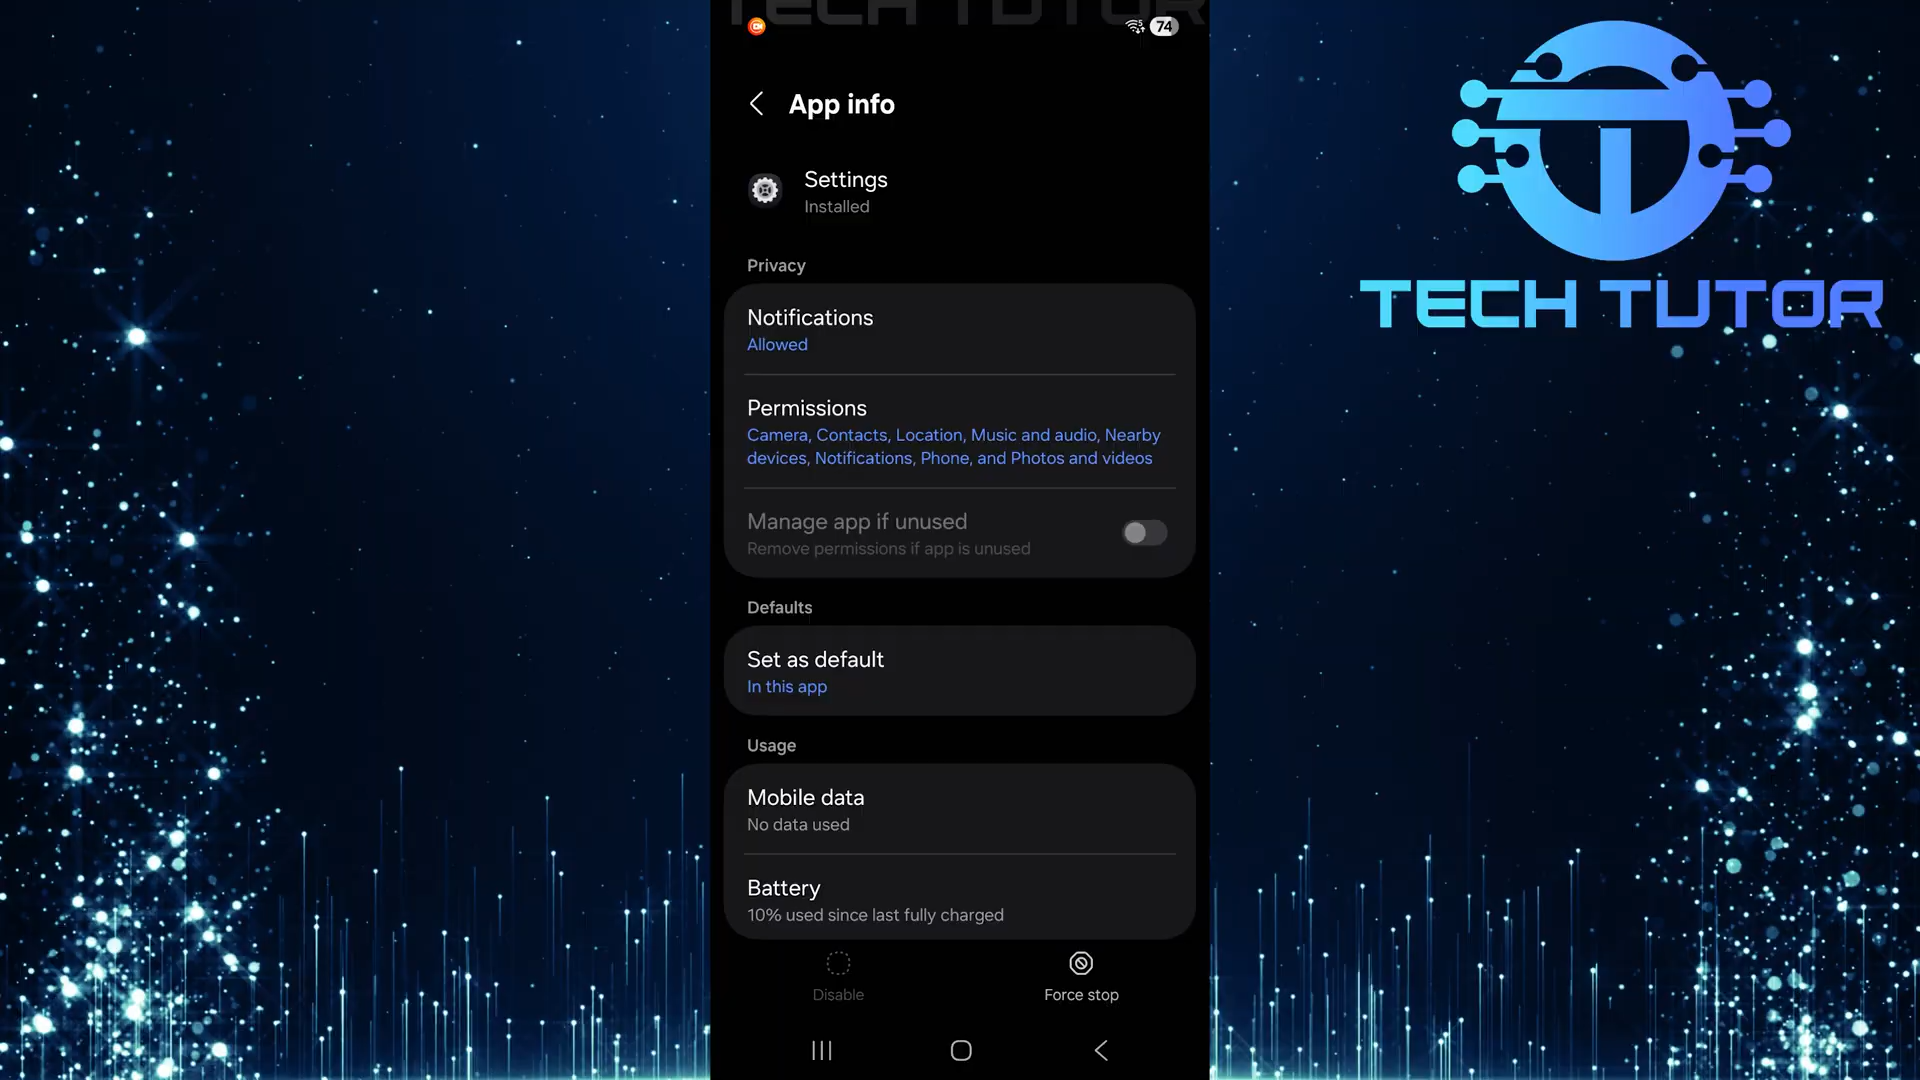 TECH TUTOR
74
App info
Settings
Installed
Privacy
Notifications
Allowed
Permissions
Camera, Contacts, Location, Music and audio, Nearby
devices, Notifications, Phone, and Photos and videos
Manage app if unused
Remove permissions if app is unused
Defaults
Set as default
In this app
Usage
Mobile data
No data used
Battery
10% used since last fully charged
Disable
Force stop
TECH TUTOR